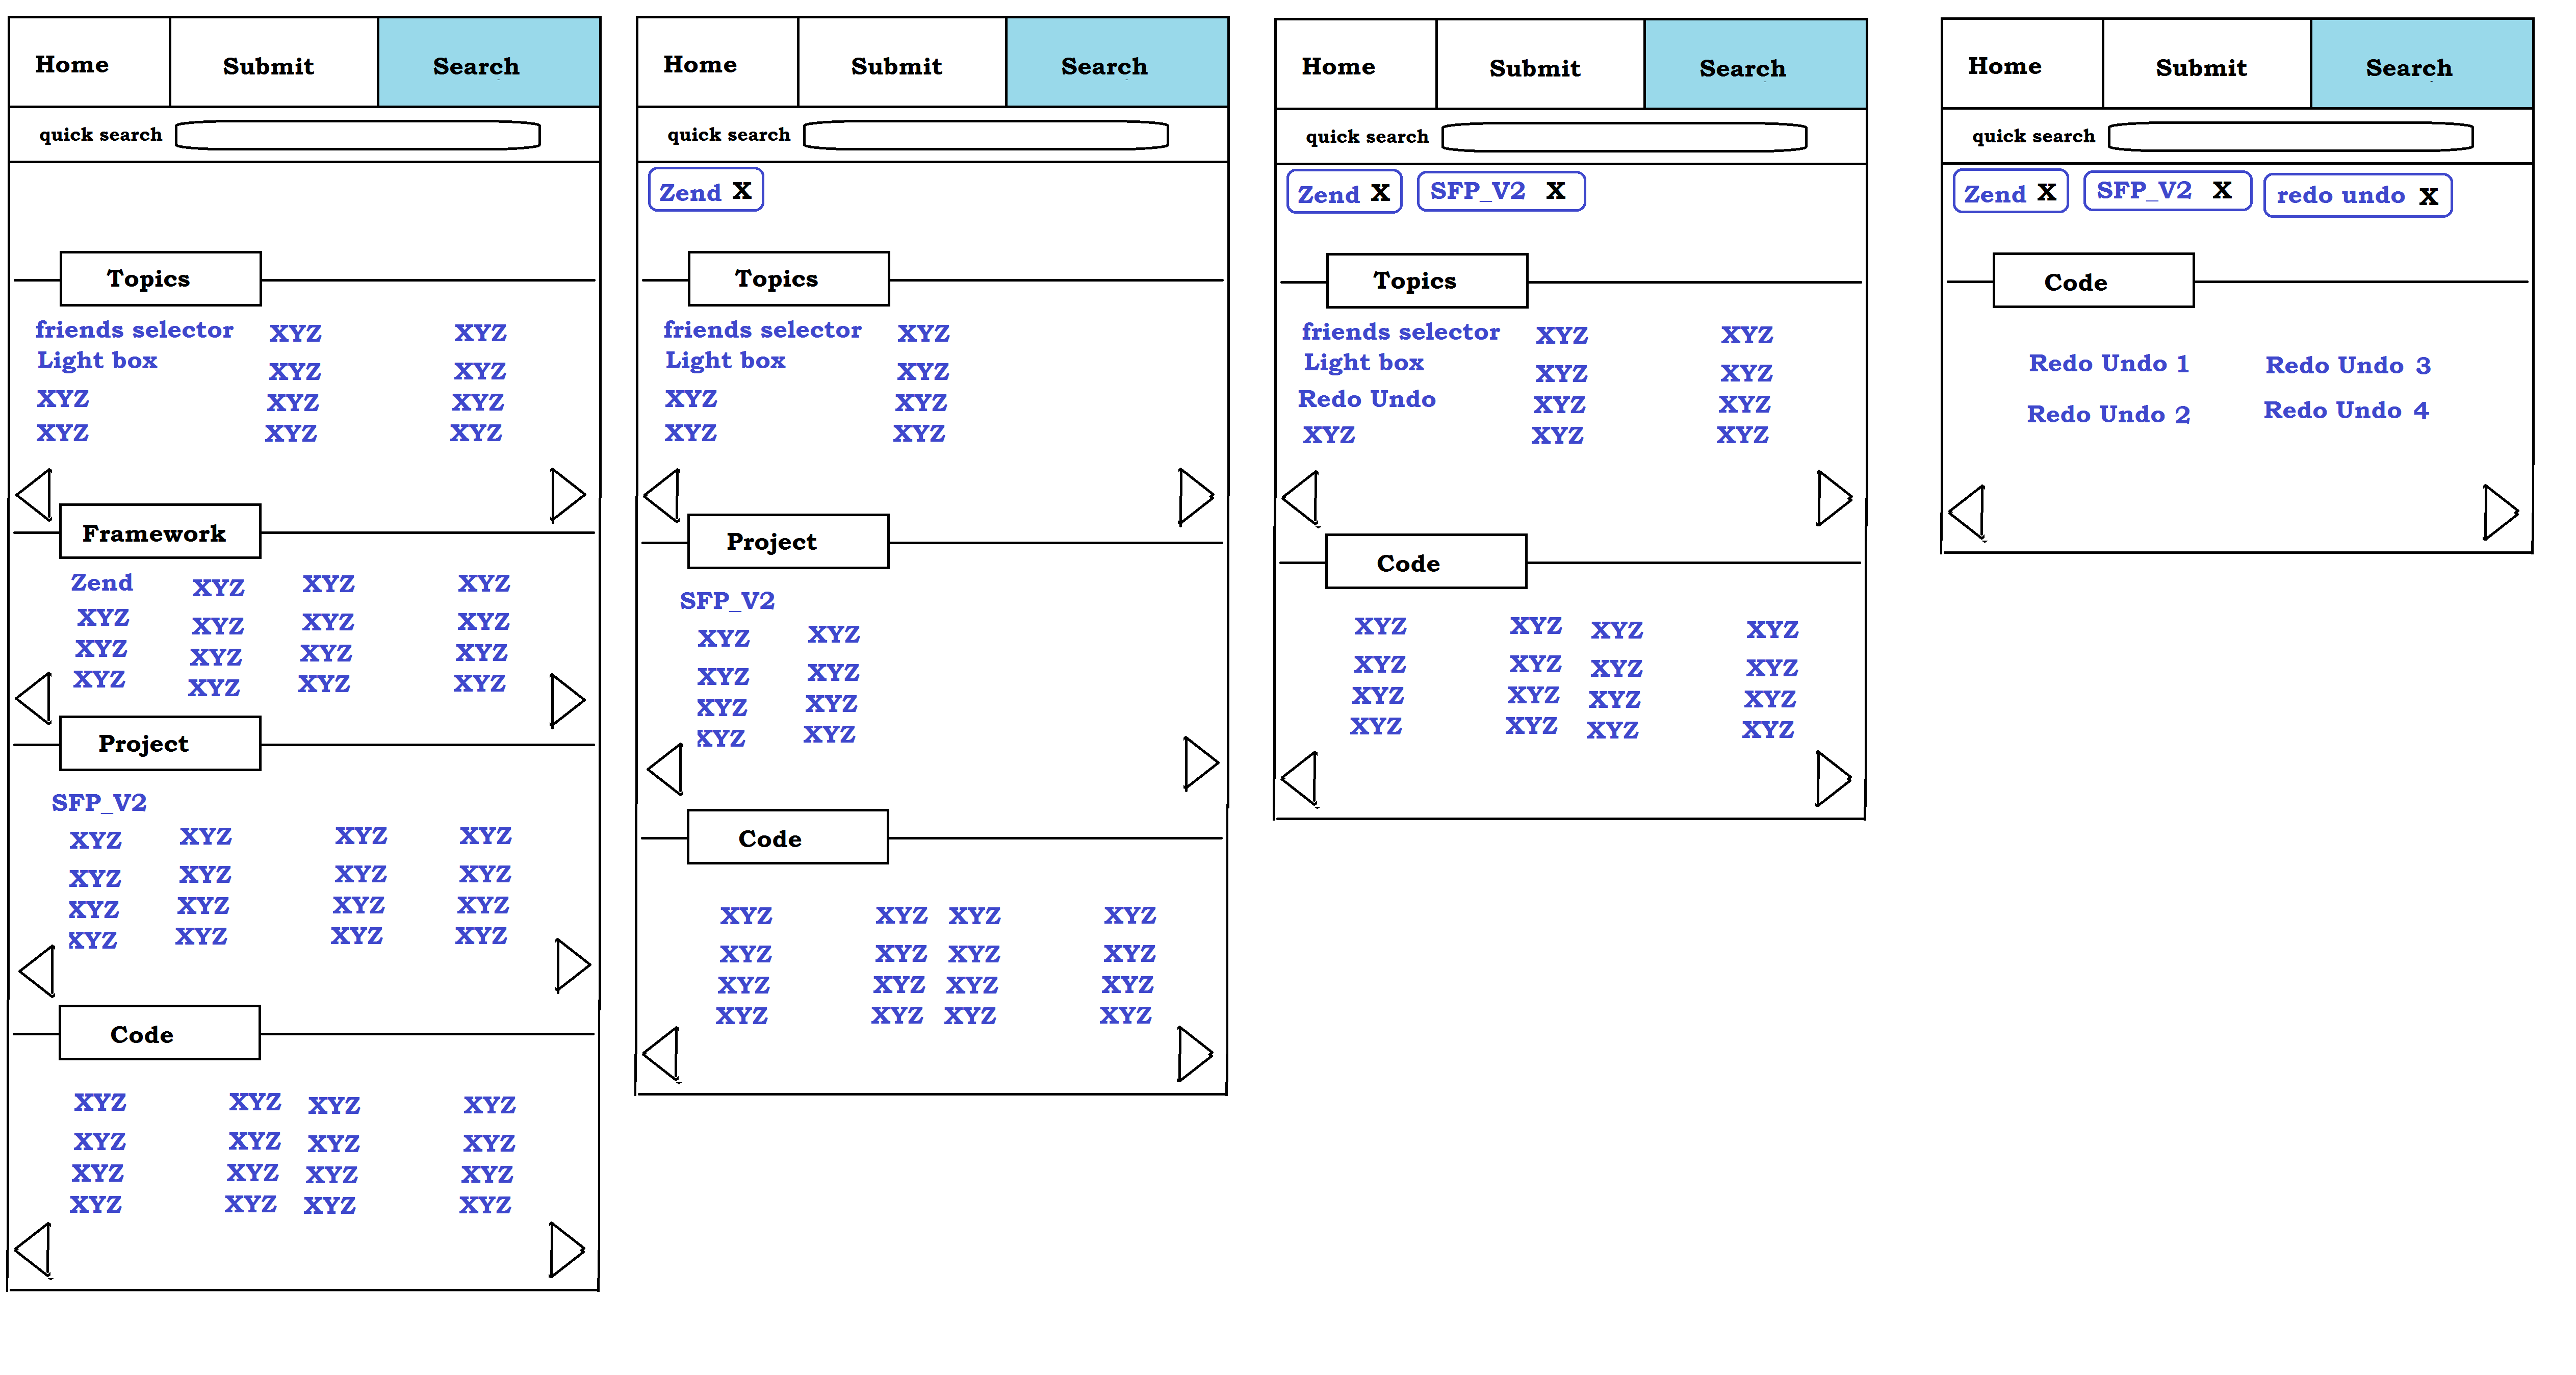 Home Submit Search
quick search
Topics
friends selector XYZ XYZ
Light box XYZ XYZ
XYZ XYZ XYZ
XYZ XYZ XYZ
Framework
Zend XYZ XYZ XYZ
XYZ XYZ XYZ XYZ
XYZ XYZ XYZ XYZ
XYZ XYZ XYZ XYZ
Project
SFP_V2
XYZ XYZ XYZ XYZ
XYZ XYZ XYZ XYZ
XYZ XYZ XYZ XYZ
XYZ XYZ XYZ XYZ
Code
XYZ XYZ XYZ XYZ
XYZ XYZ XYZ XYZ
XYZ XYZ XYZ XYZ
XYZ XYZ XYZ XYZ
Home Submit Search
quick search
Zend X
Topics
friends selector XYZ
Light box XYZ
XYZ XYZ
XYZ XYZ
Project
SFP_V2
XYZ XYZ
XYZ XYZ
XYZ XYZ
XYZ XYZ
Code
XYZ XYZ XYZ XYZ
XYZ XYZ XYZ XYZ
XYZ XYZ XYZ XYZ
XYZ XYZ XYZ XYZ
Home Submit Search
quick search
Zend X SFP_V2 X
Topics
friends selector XYZ XYZ
Light box XYZ XYZ
Redo Undo XYZ XYZ
XYZ XYZ XYZ
Code
XYZ XYZ XYZ XYZ
XYZ XYZ XYZ XYZ
XYZ XYZ XYZ XYZ
XYZ XYZ XYZ XYZ
Home Submit Search
quick search
Zend X SFP_V2 X redo undo X
Code
Redo Undo 1 Redo Undo 3
Redo Undo 2 Redo Undo 4